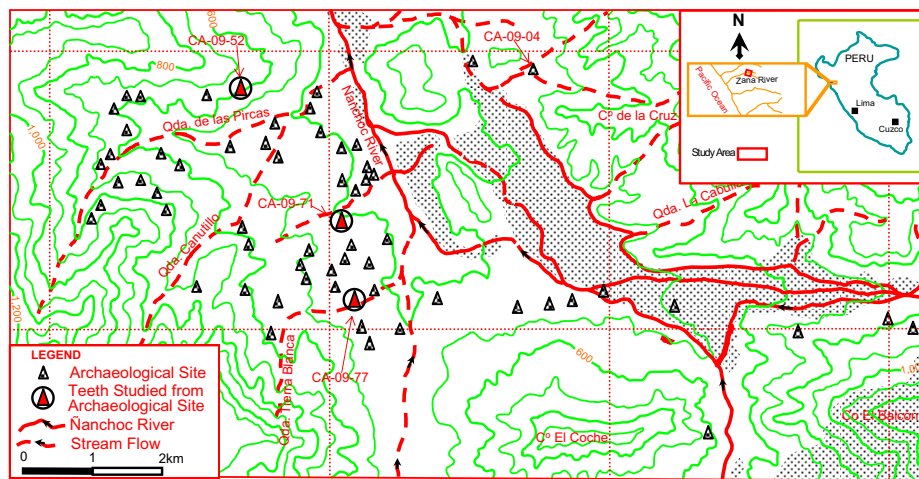 600
CA-09-52
CA-09-04
800
N
PERU
Pacific Ocean
Zana River
Lima
Cuzco
Study Area
Qda. de las Pircas
Nanchoc River
Cº de la Cruz
1,000
CA-09-71
Qda. La Cabulla
Qda. Canutillo
1,200
600
LEGEND
Archaeological Site
Teeth Studied from
Archaeological Site
Ñanchoc River
Stream Flow
0 1 2km
Qda. Tierra Blanca
CA-09-77
Cº El Coche
Co El Balcon